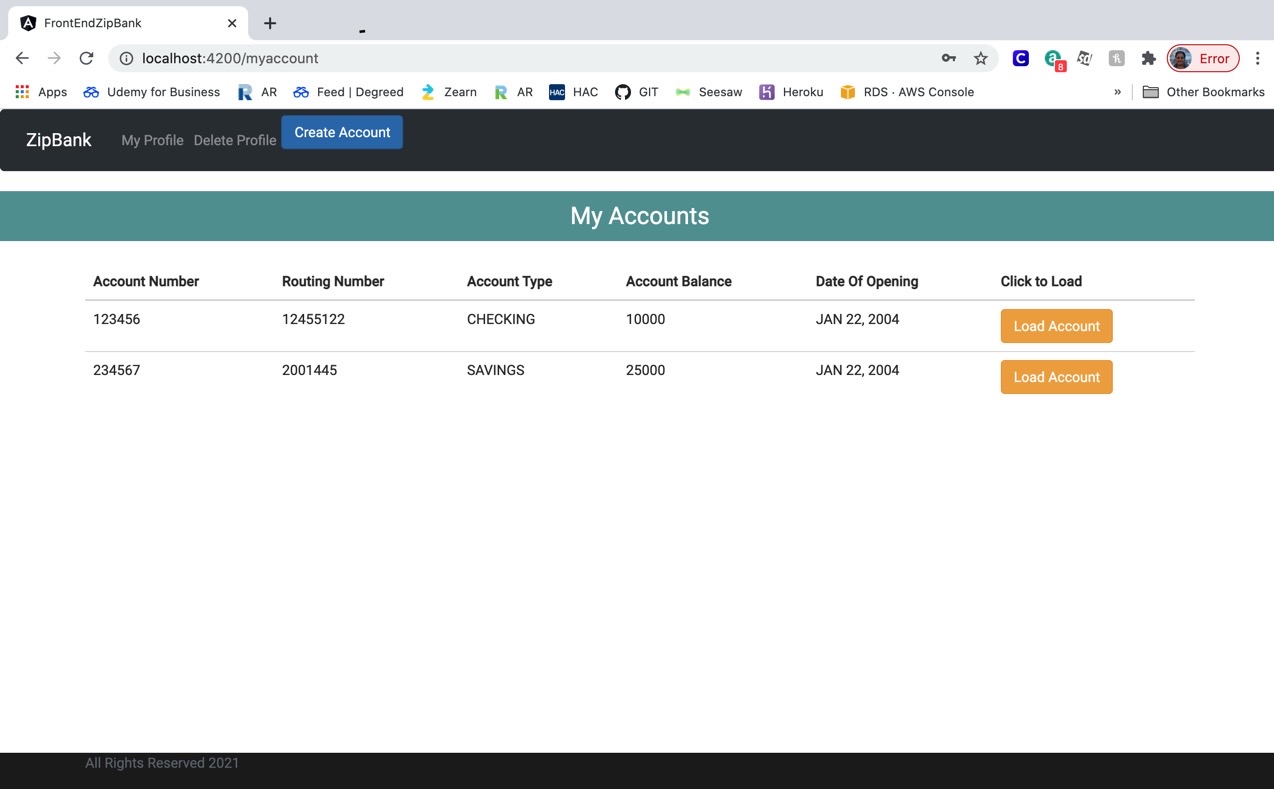 FrontEndZipBank
localhost:4200/myaccount
8
Error
Apps Udemy for Business AR Feed | Degreed Zearn AR HAC HAC GIT Seesaw Heroku RDS · AWS Console » Other Bookmarks
ZipBank My Profile Delete Profile Create Account
My Accounts
Account Number Routing Number Account Type Account Balance Date Of Opening Click to Load
123456 12455122 CHECKING 10000 JAN 22, 2004 Load Account
234567 2001445 SAVINGS 25000 JAN 22, 2004 Load Account
All Rights Reserved 2021